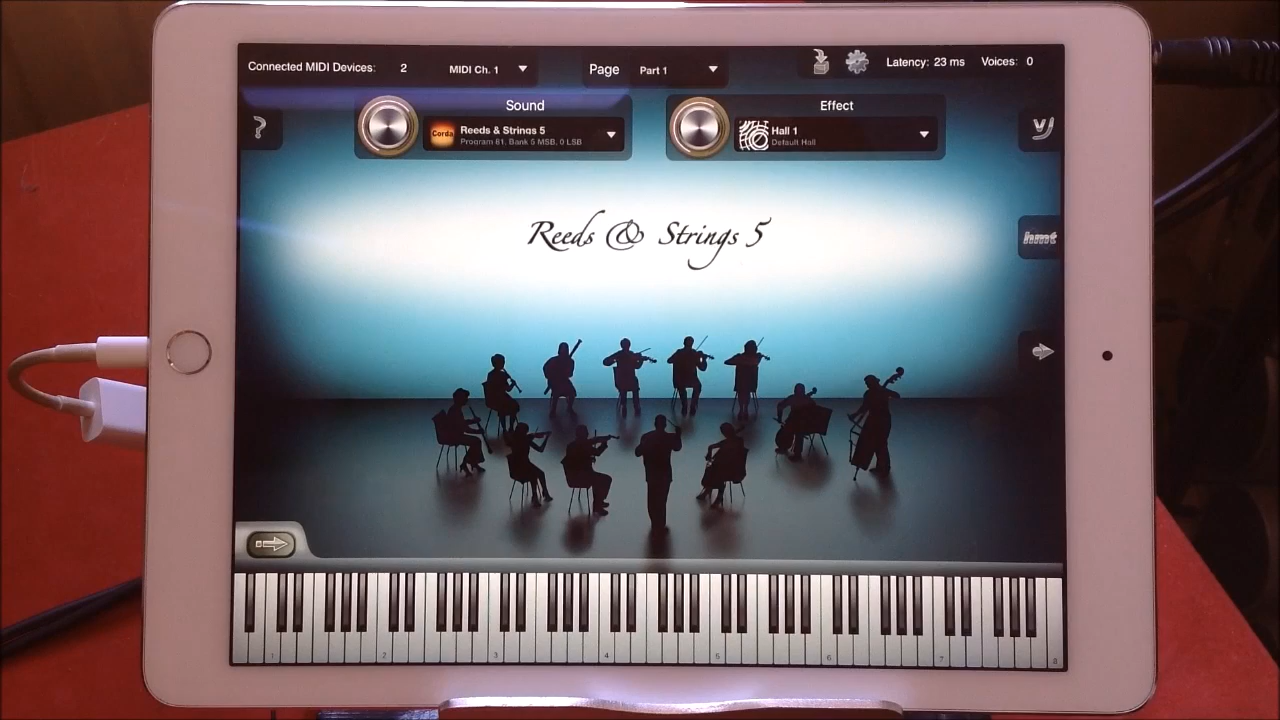 Connected MIDI Devices: 2
MIDI Ch. 1
Page
Part 1
Latency: 23 ms
Voices: 0
Sound
Corda
Reeds & Strings 5
Program 81, Bank 5 MSB, 0 LSB
Effect
Hall 1
Default Hall
?
hmt
Reeds & Strings 5
1 2 3 4 5 6 7 8